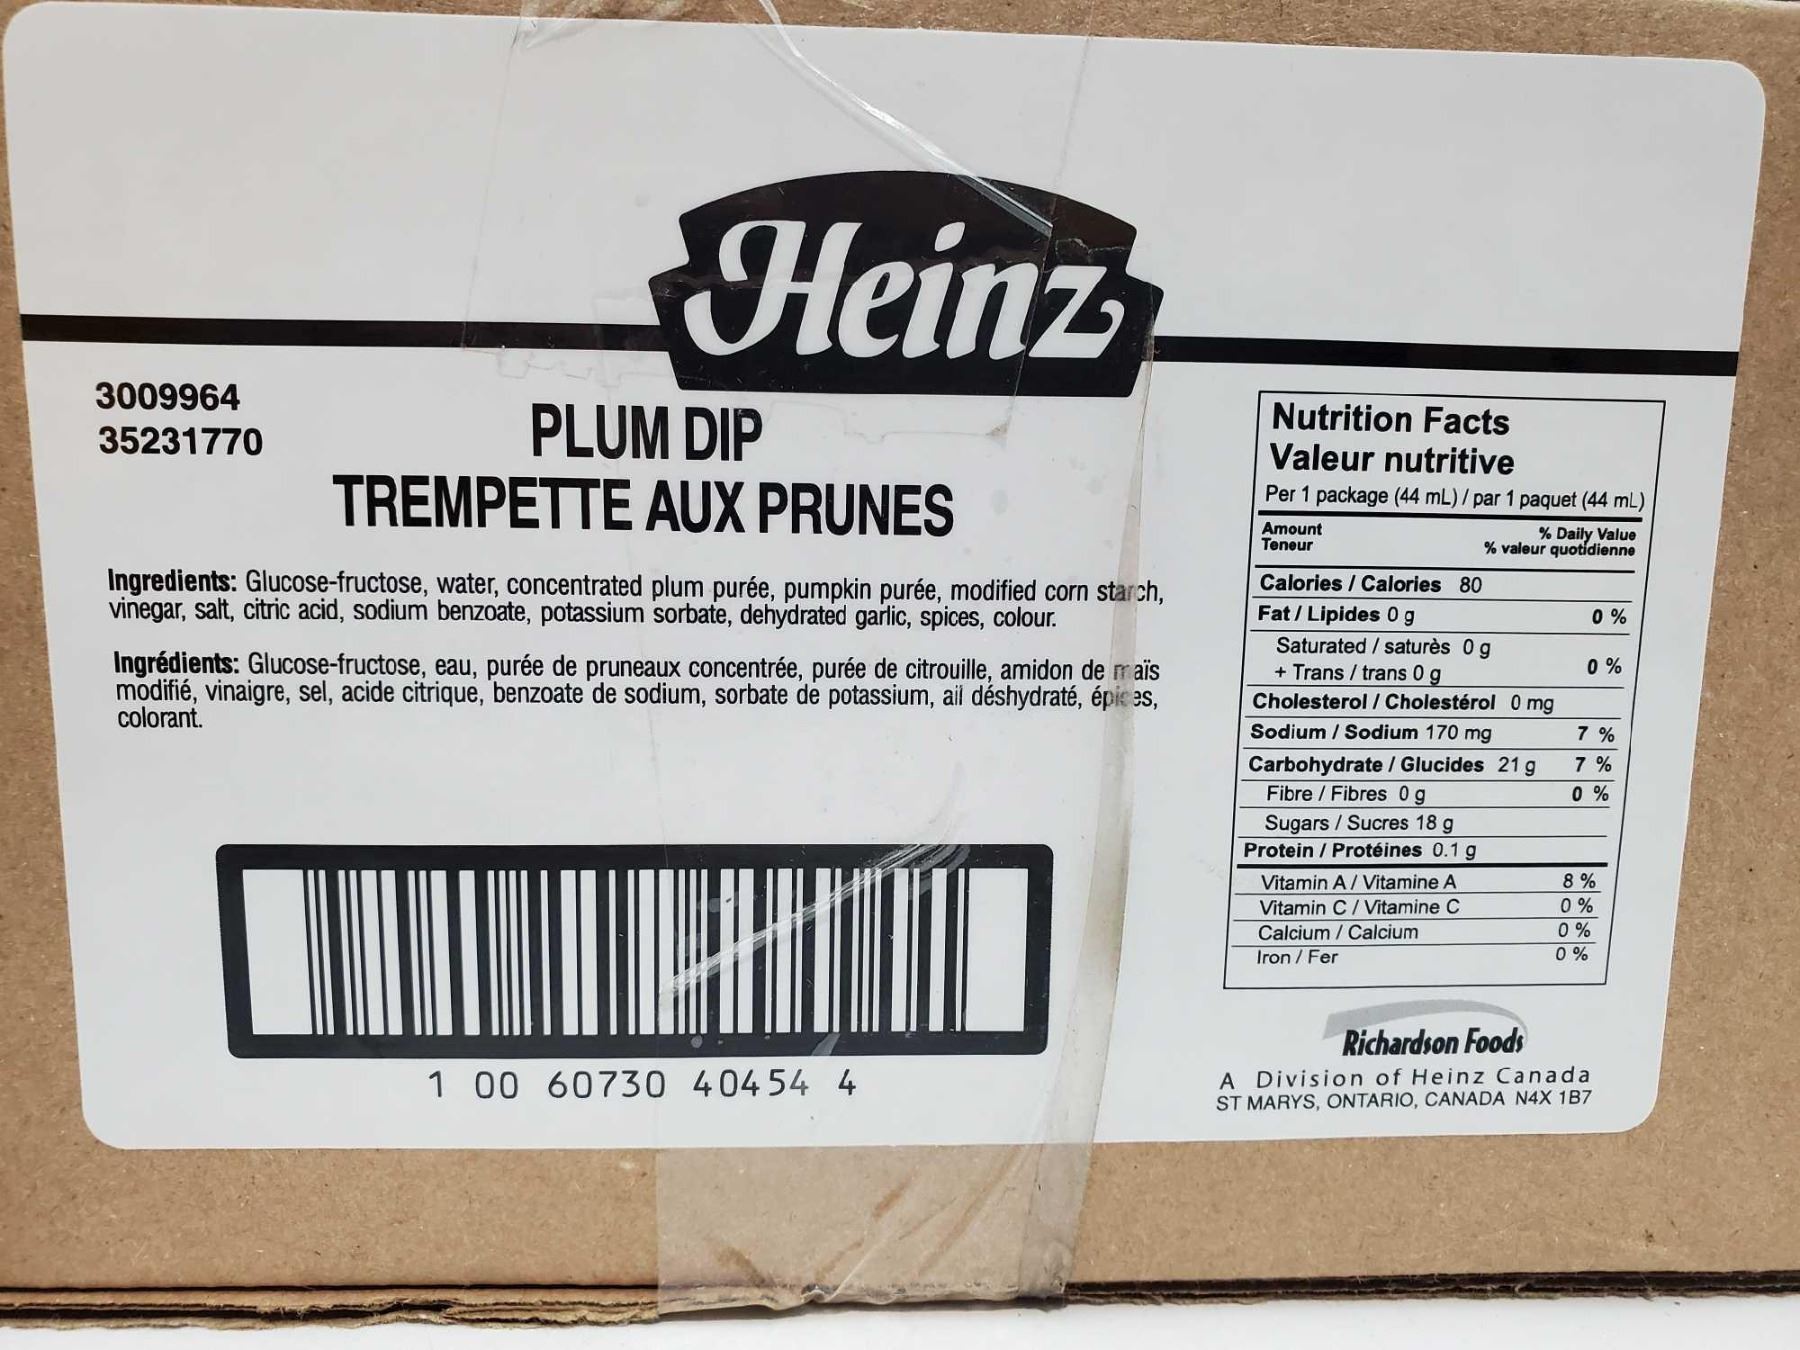 Heinz
3009964
35231770
PLUM DIP
TREMPETTE AUX PRUNES
Ingredients: Glucose-fructose, water, concentrated plum purée, pumpkin purée, modified corn starch,
vinegar, salt, citric acid, sodium benzoate, potassium sorbate, dehydrated garlic, spices, colour.
Ingrédients: Glucose-fructose, eau, purée de pruneaux concentrée, purée de citrouille, amidon de maïs
modifié, vinaigre, sel, acide citrique, benzoate de sodium, sorbate de potassium, ail déshydraté, épices,
colorant.
1 00 60730 40454 4
Nutrition Facts
Valeur nutritive
Per 1 package (44 mL) / par 1 paquet (44 mL)
Amount % Daily Value
Teneur % valeur quotidienne
Calories / Calories 80
Fat / Lipides 0 g 0 %
Saturated / saturès 0 g
+ Trans / trans 0 g 0 %
Cholesterol / Cholestérol 0 mg
Sodium / Sodium 170 mg 7 %
Carbohydrate / Glucides 21 g 7 %
Fibre / Fibres 0 g 0 %
Sugars / Sucres 18 g
Protein / Protéines 0.1 g
Vitamin A / Vitamine A 8 %
Vitamin C / Vitamine C 0 %
Calcium / Calcium 0 %
Iron / Fer 0 %
Richardson Foods
A Division of Heinz Canada
ST MARYS, ONTARIO, CANADA N4X 1B7